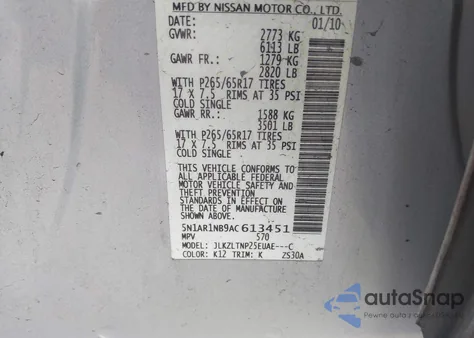 MFD BY NISSAN MOTOR CO., LTD.
DATE: 01/10
GVWR: 2773 KG
6113 LB
GAWR FR.: 1279 KG
2820 LB
WITH P265/65R17 TIRES
17 X 7.5 RIMS AT 35 PSI
COLD SINGLE
GAWR RR.: 1588 KG
3501 LB
WITH P265/65R17 TIRES
17 X 7.5 RIMS AT 35 PSI
COLD SINGLE
THIS VEHICLE CONFORMS TO
ALL APPLICABLE FEDERAL
MOTOR VEHICLE SAFETY AND
THEFT PREVENTION
STANDARDS IN EFFECT ON
THE DATE OF MANUFACTURE
SHOWN ABOVE.
5N1AR1NB9AC613451
MPV 570
MODEL: JLKZLTNP25EUAE---C
COLOR: K12 TRIM: K ZS30A
autoSnap
Pewne auto z USA